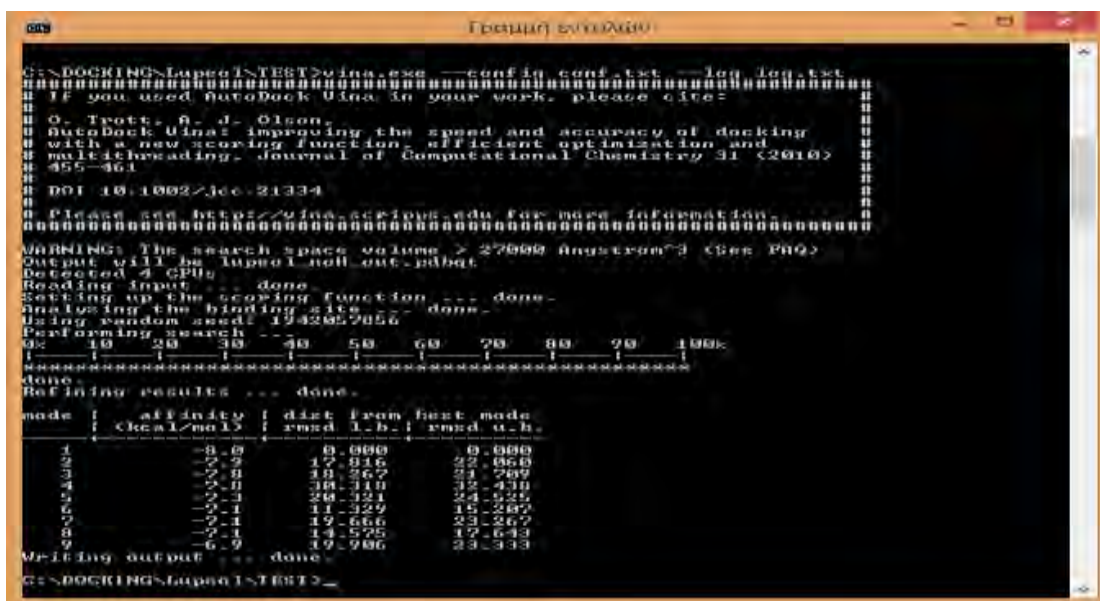 Γραμμή εντολών
C:\DOCKING\Lupeol\TEST>vina.exe --config conf.txt --log log.txt
#################################################################
# If you used AutoDock Vina in your work, please cite: #
# #
# O. Trott, A. J. Olson, #
# AutoDock Vina: improving the speed and accuracy of docking #
# with a new scoring function, efficient optimization and #
# multithreading, Journal of Computational Chemistry 31 (2010) #
# 455-461 #
# #
# DOI 10.1002/jcc.21334 #
# #
# Please see http://vina.scripps.edu for more information. #
#################################################################
WARNING: The search space volume > 27000 Angstrom^3 (See FAQ)
Output will be lupeol_noH_out.pdbqt
Detected 4 CPUs
Reading input ... done.
Setting up the scoring function ... done.
Analyzing the binding site ... done.
Using random seed: 1942057856
Performing search ...
0% 10 20 30 40 50 60 70 80 90 100%
|----|----|----|----|----|----|----|----|----|----|
***************************************************
done.
Refining results ... done.
mode | affinity | dist from best mode
| (kcal/mol) | rmsd l.b.| rmsd u.b.
-----+------------+----------+----------
1 -8.0 0.000 0.000
2 17.816 22.060
3 -7.8 18.267 21.709
4 -7.8 30.318 32.438
5 -7.3 20.321 24.525
6 -7.1 11.329 15.207
7 -7.1 19.666 23.267
8 -7.1 14.575 17.643
9 -6.9 19.906 23.333
Writing output ... done.
C:\DOCKING\Lupeol\TEST>_